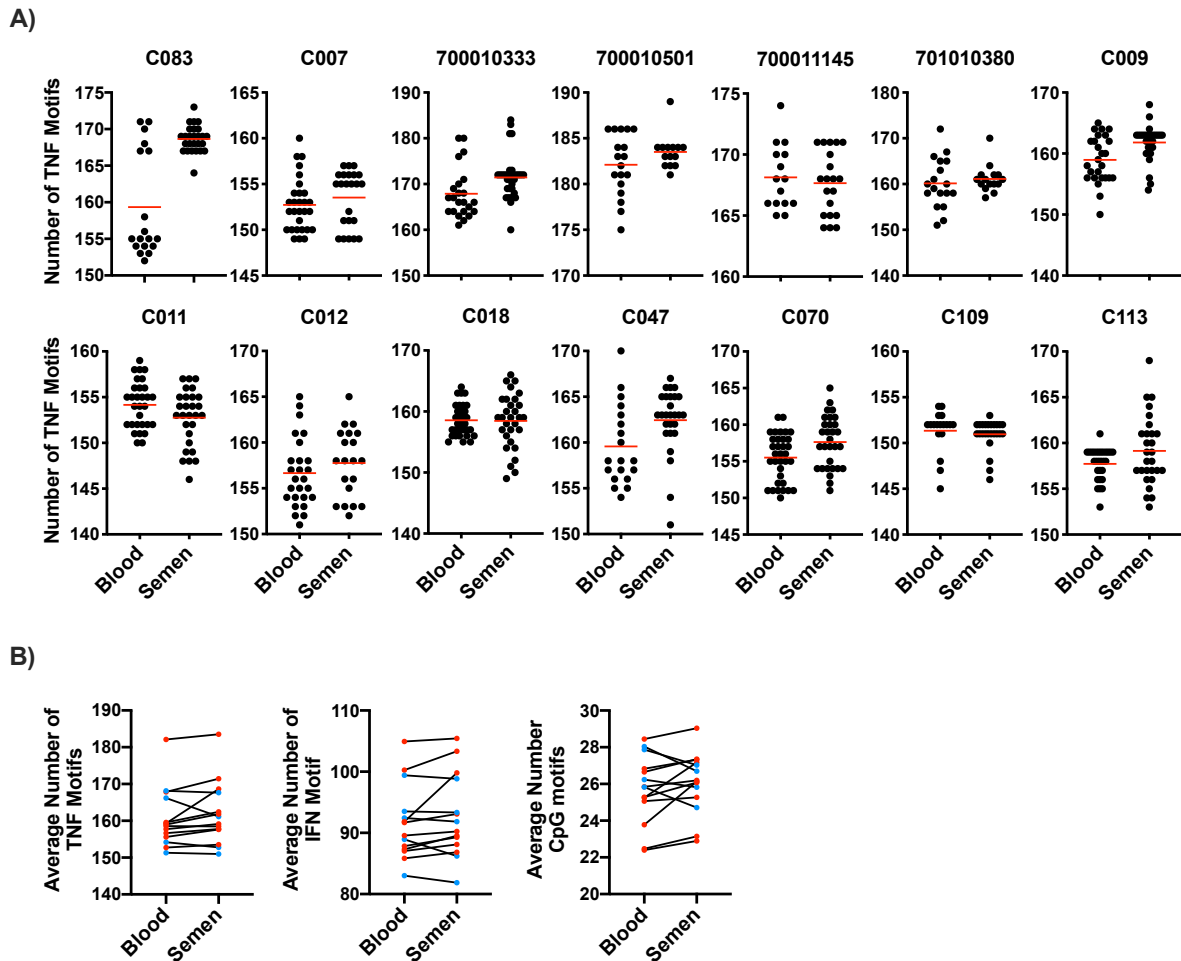 A)
C083 C007 700010333 700010501 700011145 701010380 C009
Number of TNF Motifs
175 170 165 160 155 150
165 160 155 150 145
190 180 170 160 150
190 185 180 175 170
175 170 165 160
180 170 160 150 140
170 160 150 140
C011 C012 C018 C047 C070 C109 C113
Number of TNF Motifs
160 155 150 145 140
170 165 160 155 150
170 160 150 140
170 165 160 155 150
170 165 160 155 150 145
160 155 150 145 140
170 165 160 155 150
Blood Semen
Blood Semen
Blood Semen
Blood Semen
Blood Semen
Blood Semen
Blood Semen
B)
Average Number of
TNF Motifs
190 180 170 160 150 140
Blood Semen
Average Number of
IFN Motif
110 100 90 80
Blood Semen
Average Number
CpG motifs
30 28 26 24 22 20
Blood Semen